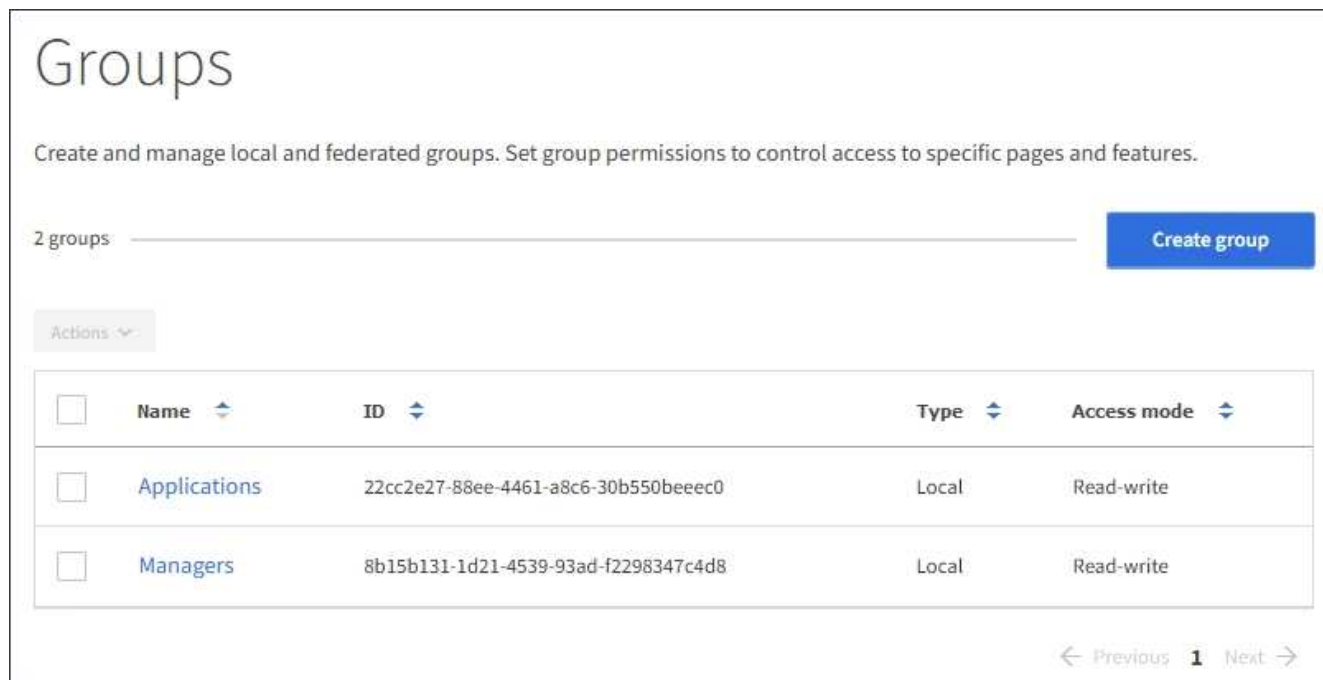 Groups
Create and manage local and federated groups. Set group permissions to control access to specific pages and features.
2 groups
Create group
Actions
Name ID Type Access mode
Applications 22cc2e27-88ee-4461-a8c6-30b550beeec0 Local Read-write
Managers 8b15b131-1d21-4539-93ad-f2298347c4d8 Local Read-write
← Previous 1 Next →